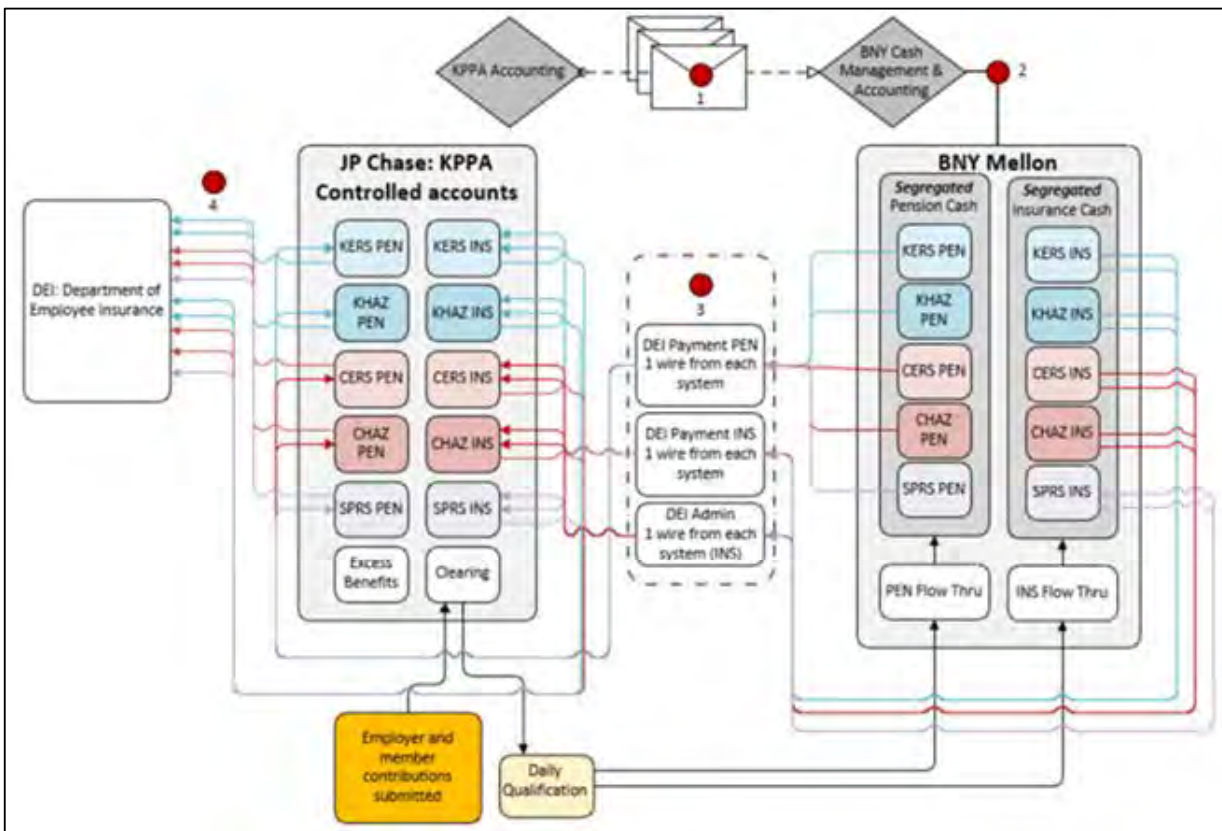 KPPA Accounting
1
BNY Cash
Management &
Accounting
2
JP Chase: KPPA
Controlled accounts
BNY Mellon
4
Segregated
Pension Cash
Segregated
Insurance Cash
DEI: Department of
Employee Insurance
KERS PEN
KERS INS
KHAZ
PEN
KHAZ INS
CERS PEN
CERS INS
CHAZ
PEN
CHAZ INS
SPRS PEN
SPRS INS
Excess
Benefits
Clearing
3
DEI Payment PEN
1 wire from each
system
DEI Payment INS
1 wire from each
system
DEI Admin
1 wire from each
system (INS)
KERS PEN
KERS INS
KHAZ
PEN
KHAZ INS
CERS PEN
CERS INS
CHAZ
PEN
CHAZ INS
SPRS PEN
SPRS INS
PEN Flow Thru
INS Flow Thru
Employer and
member
contributions
submitted
Daily
Qualification